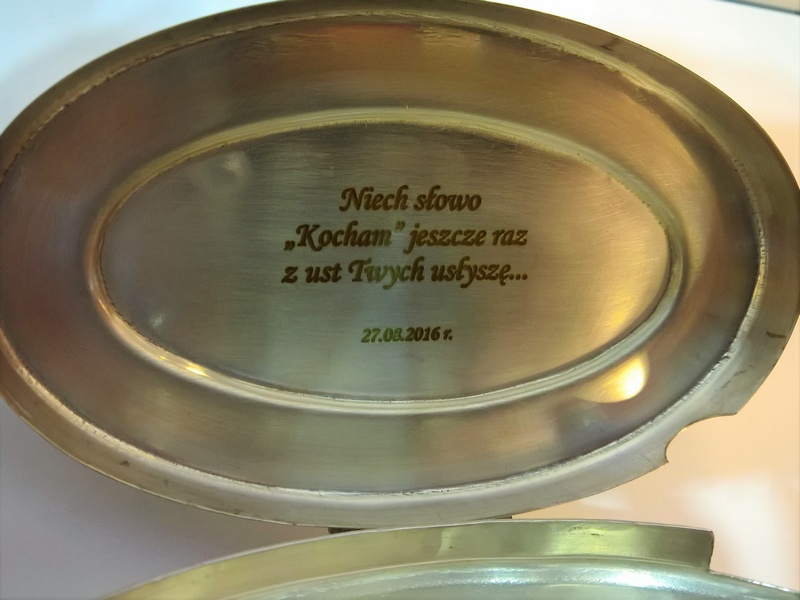 Niech słowo
„Kocham” jeszcze raz
z ust Twych usłyszę...
27.08.2016 r.